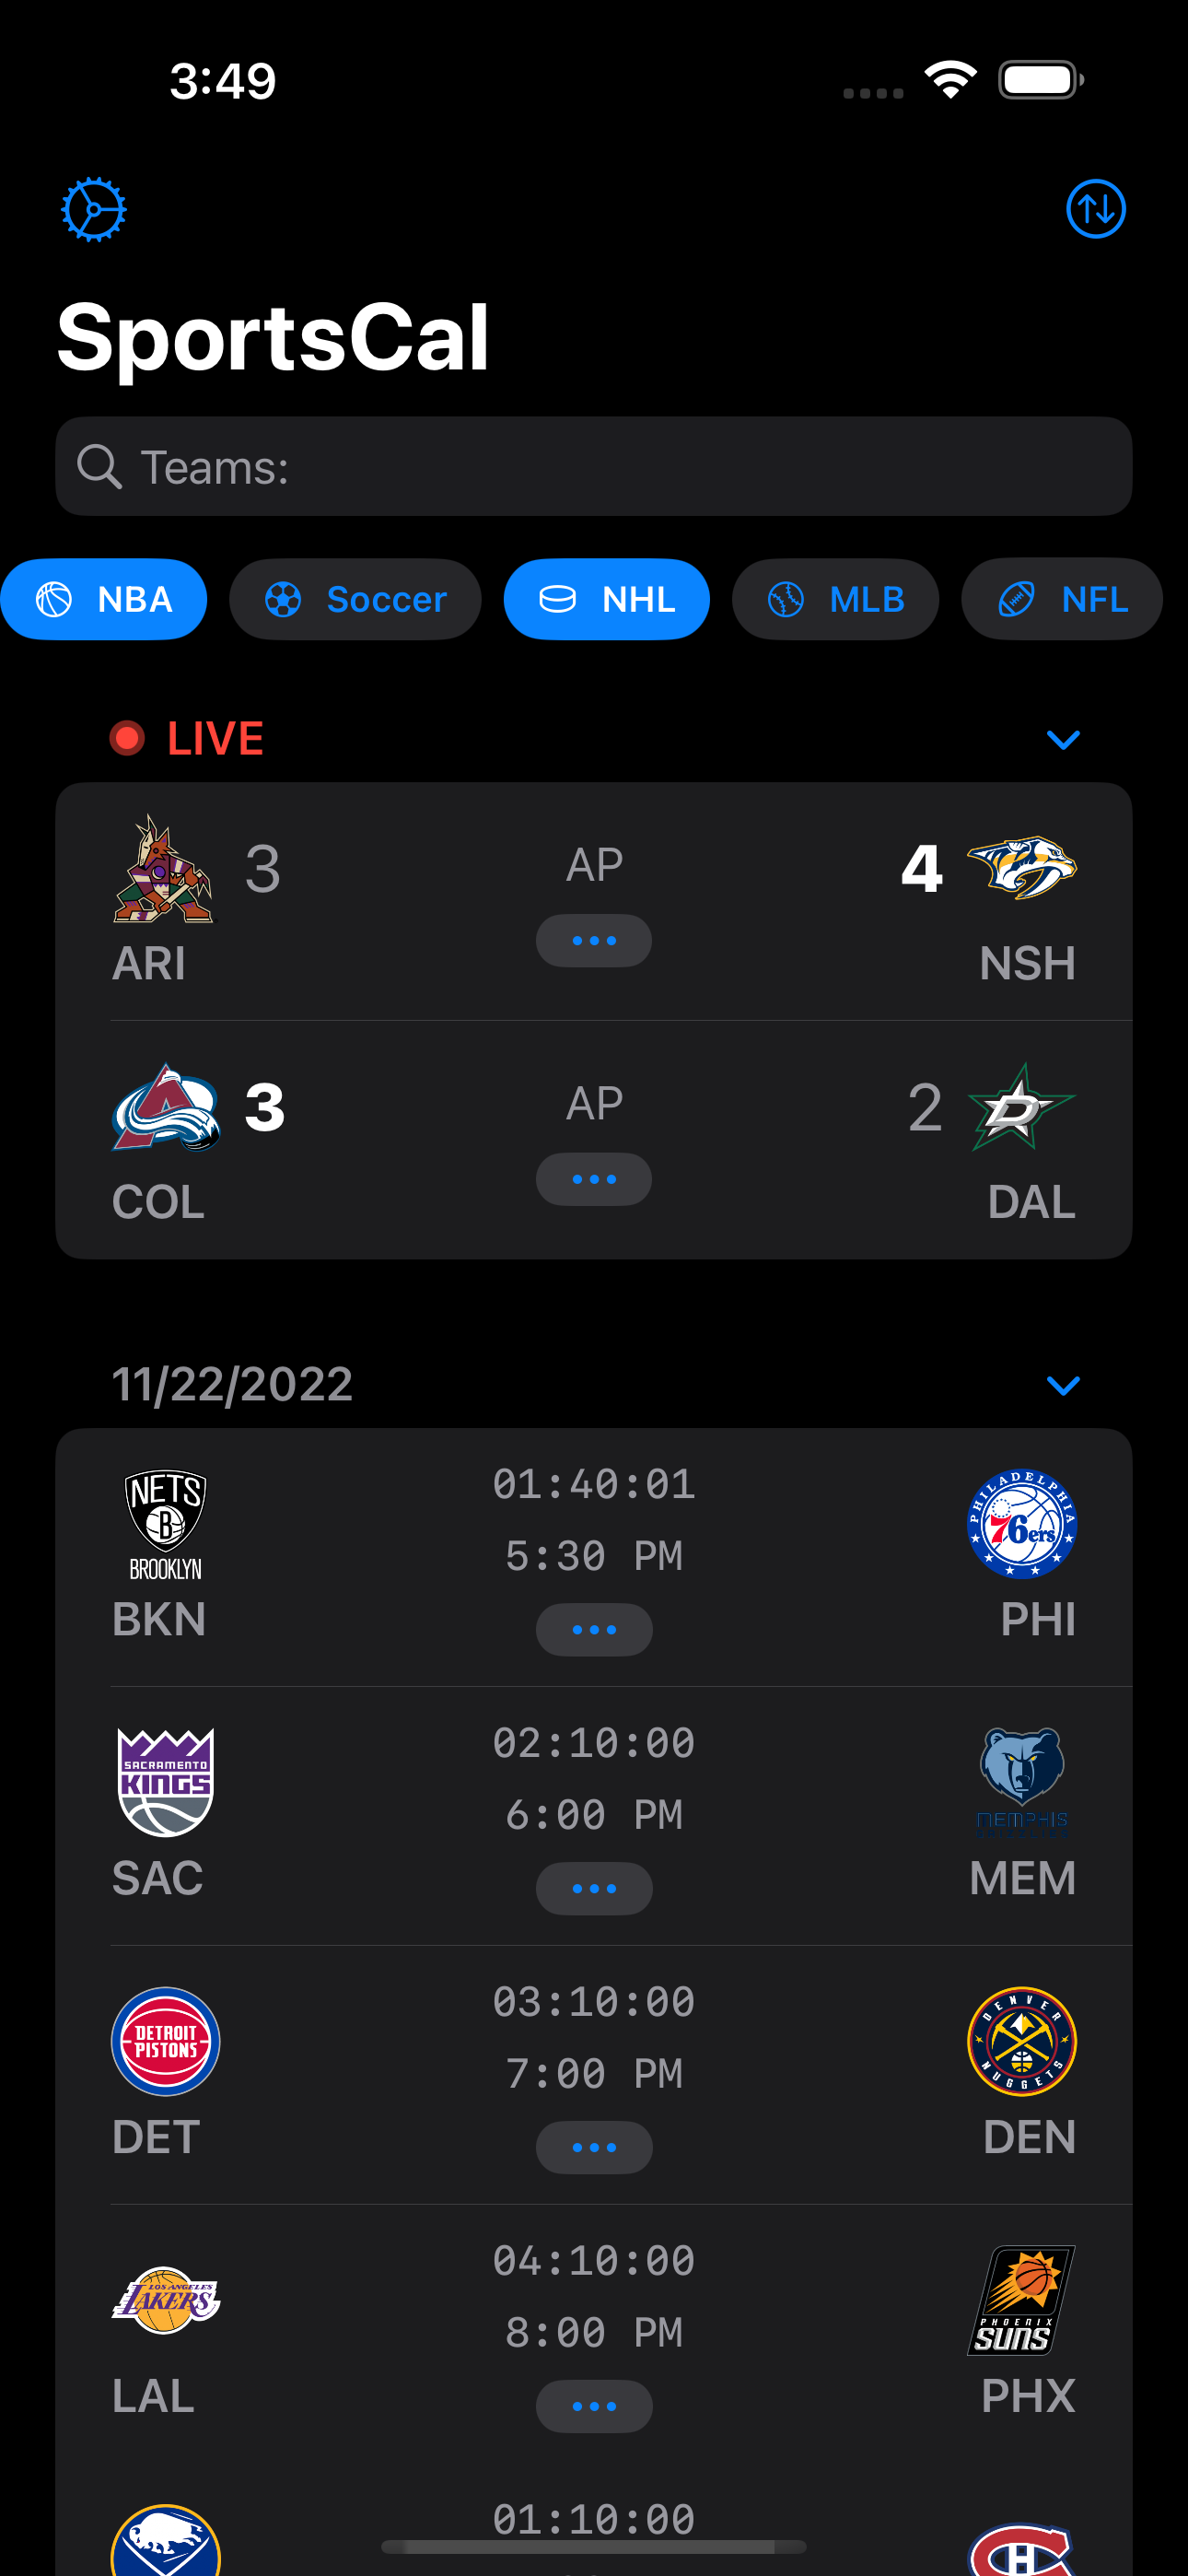 3:49
SportsCal
Teams:
NBA Soccer NHL MLB NFL
LIVE
3 AP 4
ARI NSH
3 AP 2
COL DAL
11/22/2022
01:40:01
NETS
B
BROOKLYN
5:30 PM
PHILADELPHIA
76ers
BKN PHI
02:10:00
SACRAMENTO
KINGS
6:00 PM
MEMPHIS
SAC MEM
03:10:00
DETROIT
PISTONS
7:00 PM
DENVER
NUGGETS
DET DEN
04:10:00
LOS ANGELES
LAKERS
8:00 PM
PHOENIX
SUNS
LAL PHX
01:10:00